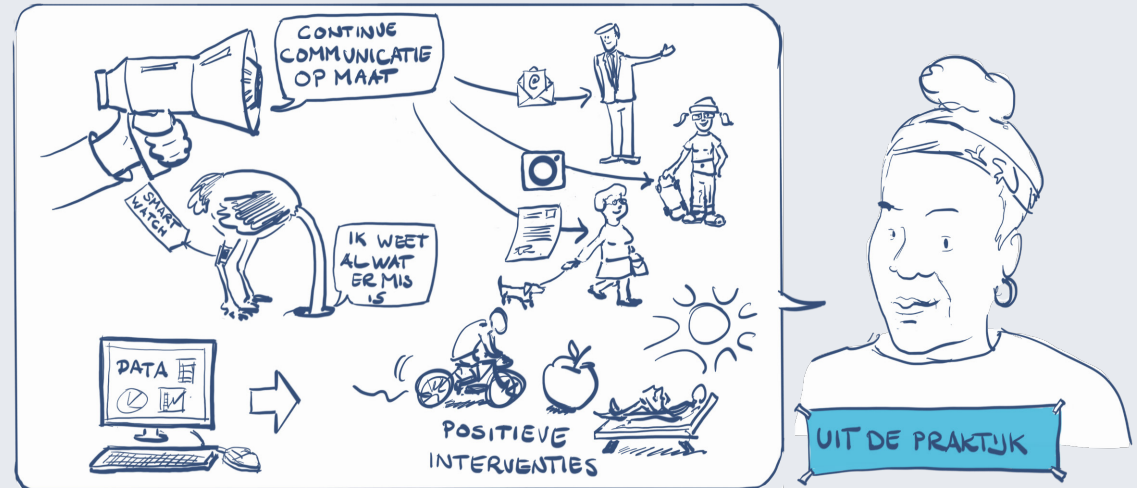 CONTINUE
COMMUNICATIE
OP MAAT
@
SMART
WATCH
IK WEET
AL WAT
ER MIS
IS
DATA
POSITIEVE
INTERVENTIES
UIT DE PRAKTIJK